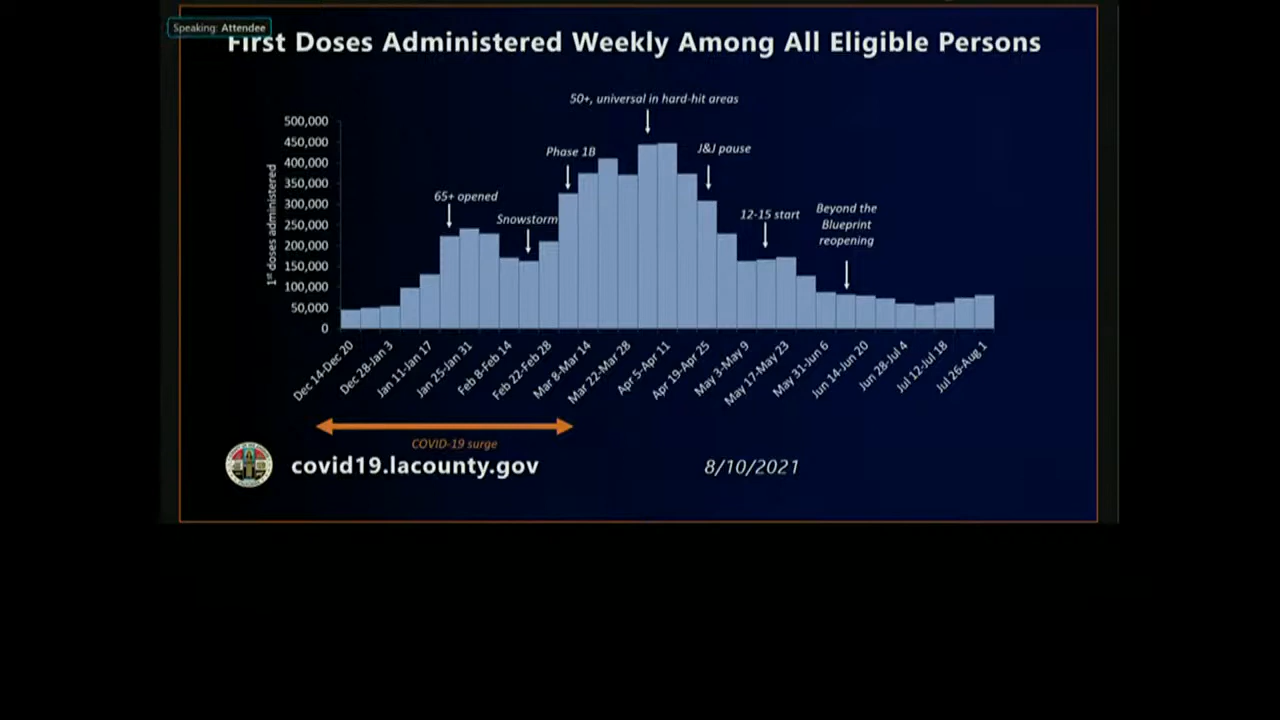 Speaking: Attendee
First Doses Administered Weekly Among All Eligible Persons
50+, universal in hard-hit areas
Phase 1B
J&J pause
65+ opened
Snowstorm
12-15 start
Beyond the
Blueprint
reopening
1st doses administered
500,000
450,000
400,000
350,000
300,000
250,000
200,000
150,000
100,000
50,000
0
Dec 14-Dec 20
Dec 28-Jan 3
Jan 11-Jan 17
Jan 25-Jan 31
Feb 8-Feb 14
Feb 22-Feb 28
Mar 8-Mar 14
Mar 22-Mar 28
Apr 5-Apr 11
Apr 19-Apr 25
May 3-May 9
May 17-May 23
May 31-Jun 6
Jun 14-Jun 20
Jun 28-Jul 4
Jul 12-Jul 18
Jul 26-Aug 1
COVID-19 surge
covid19.lacounty.gov
8/10/2021